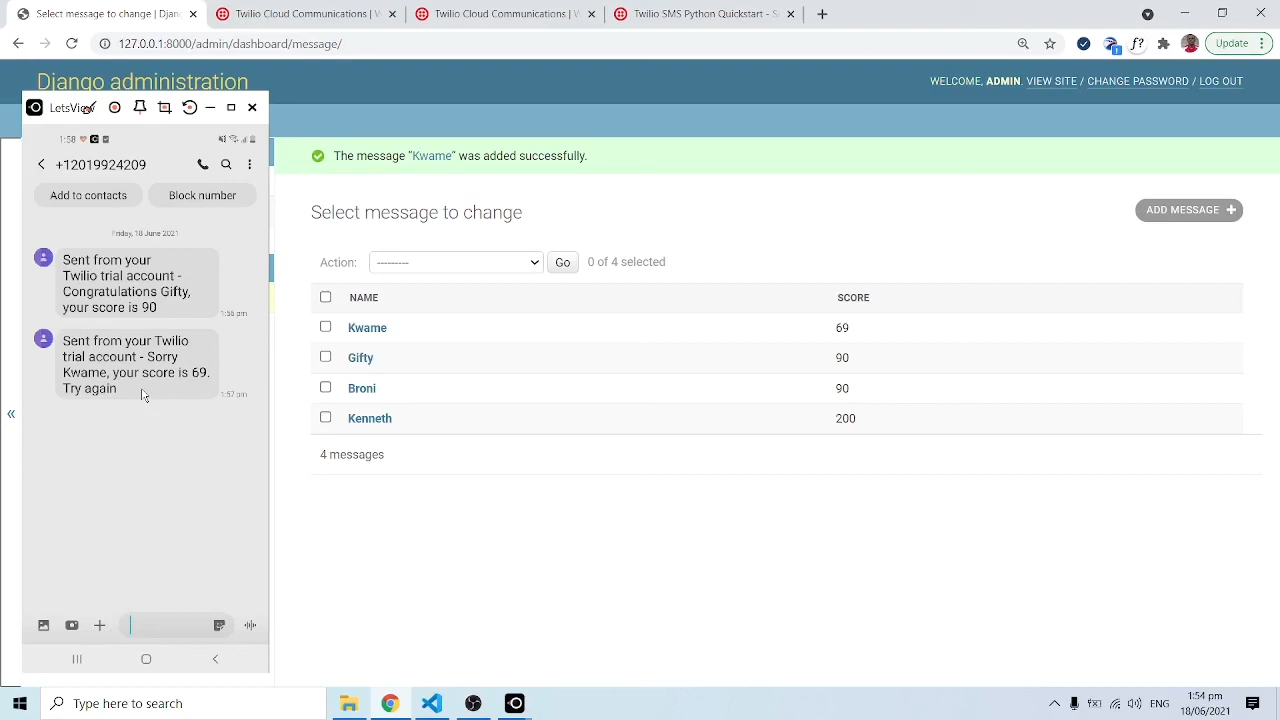 Select message to change | D
Twilio Cloud Communications | W
Twilio Cloud Communications | W
Twilio SMS Python Quickstart - S
127.0.0.1:8000/admin/dashboard/message/
Update
Django administration
WELCOME, ADMIN. VIEW SITE / CHANGE PASSWORD / LOG OUT
LetsView
1:58
+12019924209
Add to contacts
Block number
Friday, 18 June 2021
Sent from your
Twilio trial account -
Congratulations Gifty,
your score is 90
1:56 pm
Sent from your Twilio
trial account - Sorry
Kwame, your score is 69.
Try again
1:57 pm
«
The message “Kwame” was added successfully.
Select message to change
ADD MESSAGE +
Action:
---------
Go
0 of 4 selected
NAME
SCORE
Kwame
69
Gifty
90
Broni
90
Kenneth
200
4 messages
Type here to search
ENG
1:54 pm
18/06/2021